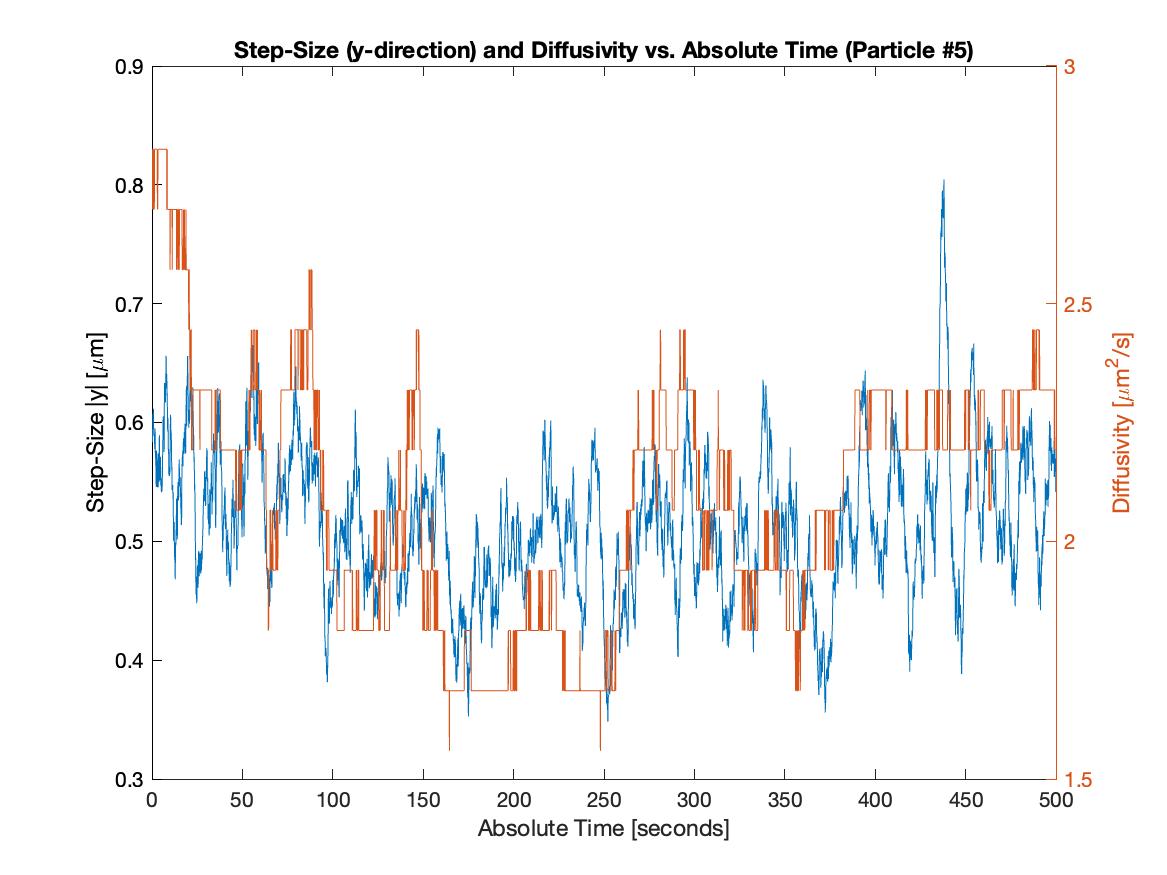 Step-Size (y-direction) and Diffusivity vs. Absolute Time (Particle #5)
0.9
0.8
0.7
0.6
0.5
0.4
0.3
Step-Size |y| [μm]
3
2.5
2
1.5
Diffusivity [μm²/s]
0 50 100 150 200 250 300 350 400 450 500
Absolute Time [seconds]